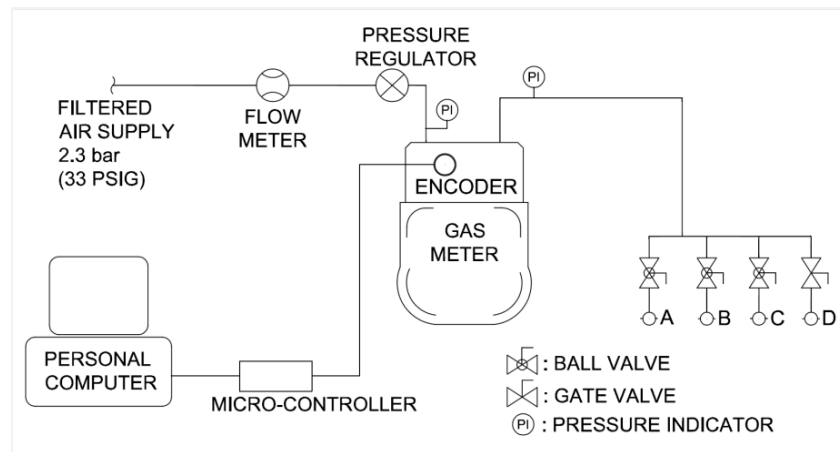 PRESSURE
REGULATOR
FILTERED
AIR SUPPLY
2.3 bar
(33 PSIG)
FLOW
METER
PI
PI
ENCODER
GAS
METER
A
B
C
D
PERSONAL
COMPUTER
MICRO-CONTROLLER
: BALL VALVE
: GATE VALVE
PI : PRESSURE INDICATOR